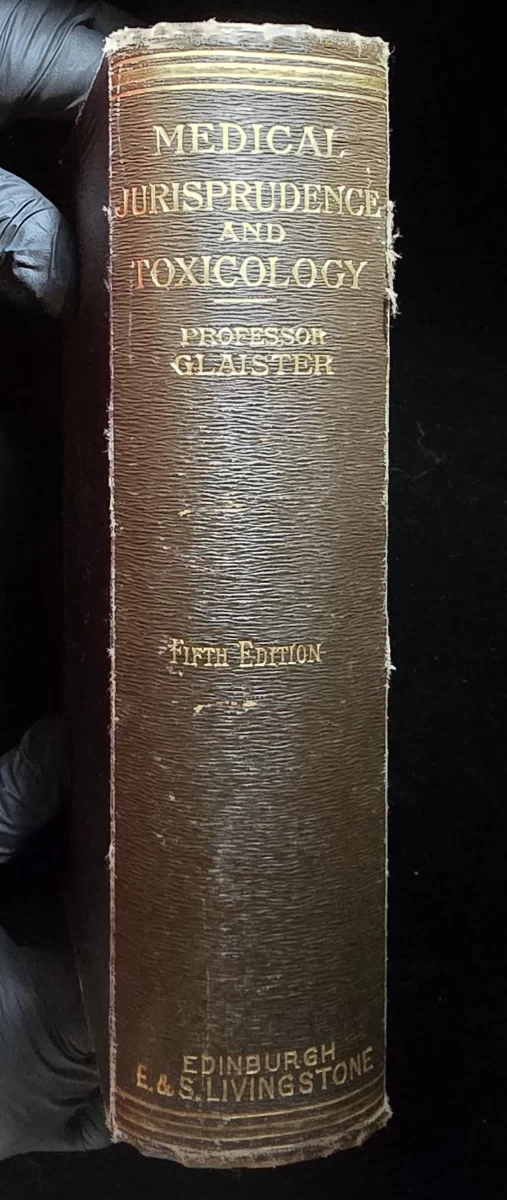 MEDICAL
JURISPRUDENCE
AND
TOXICOLOGY
PROFESSOR
GLAISTER
FIFTH EDITION
EDINBURGH
E. & S. LIVINGSTONE